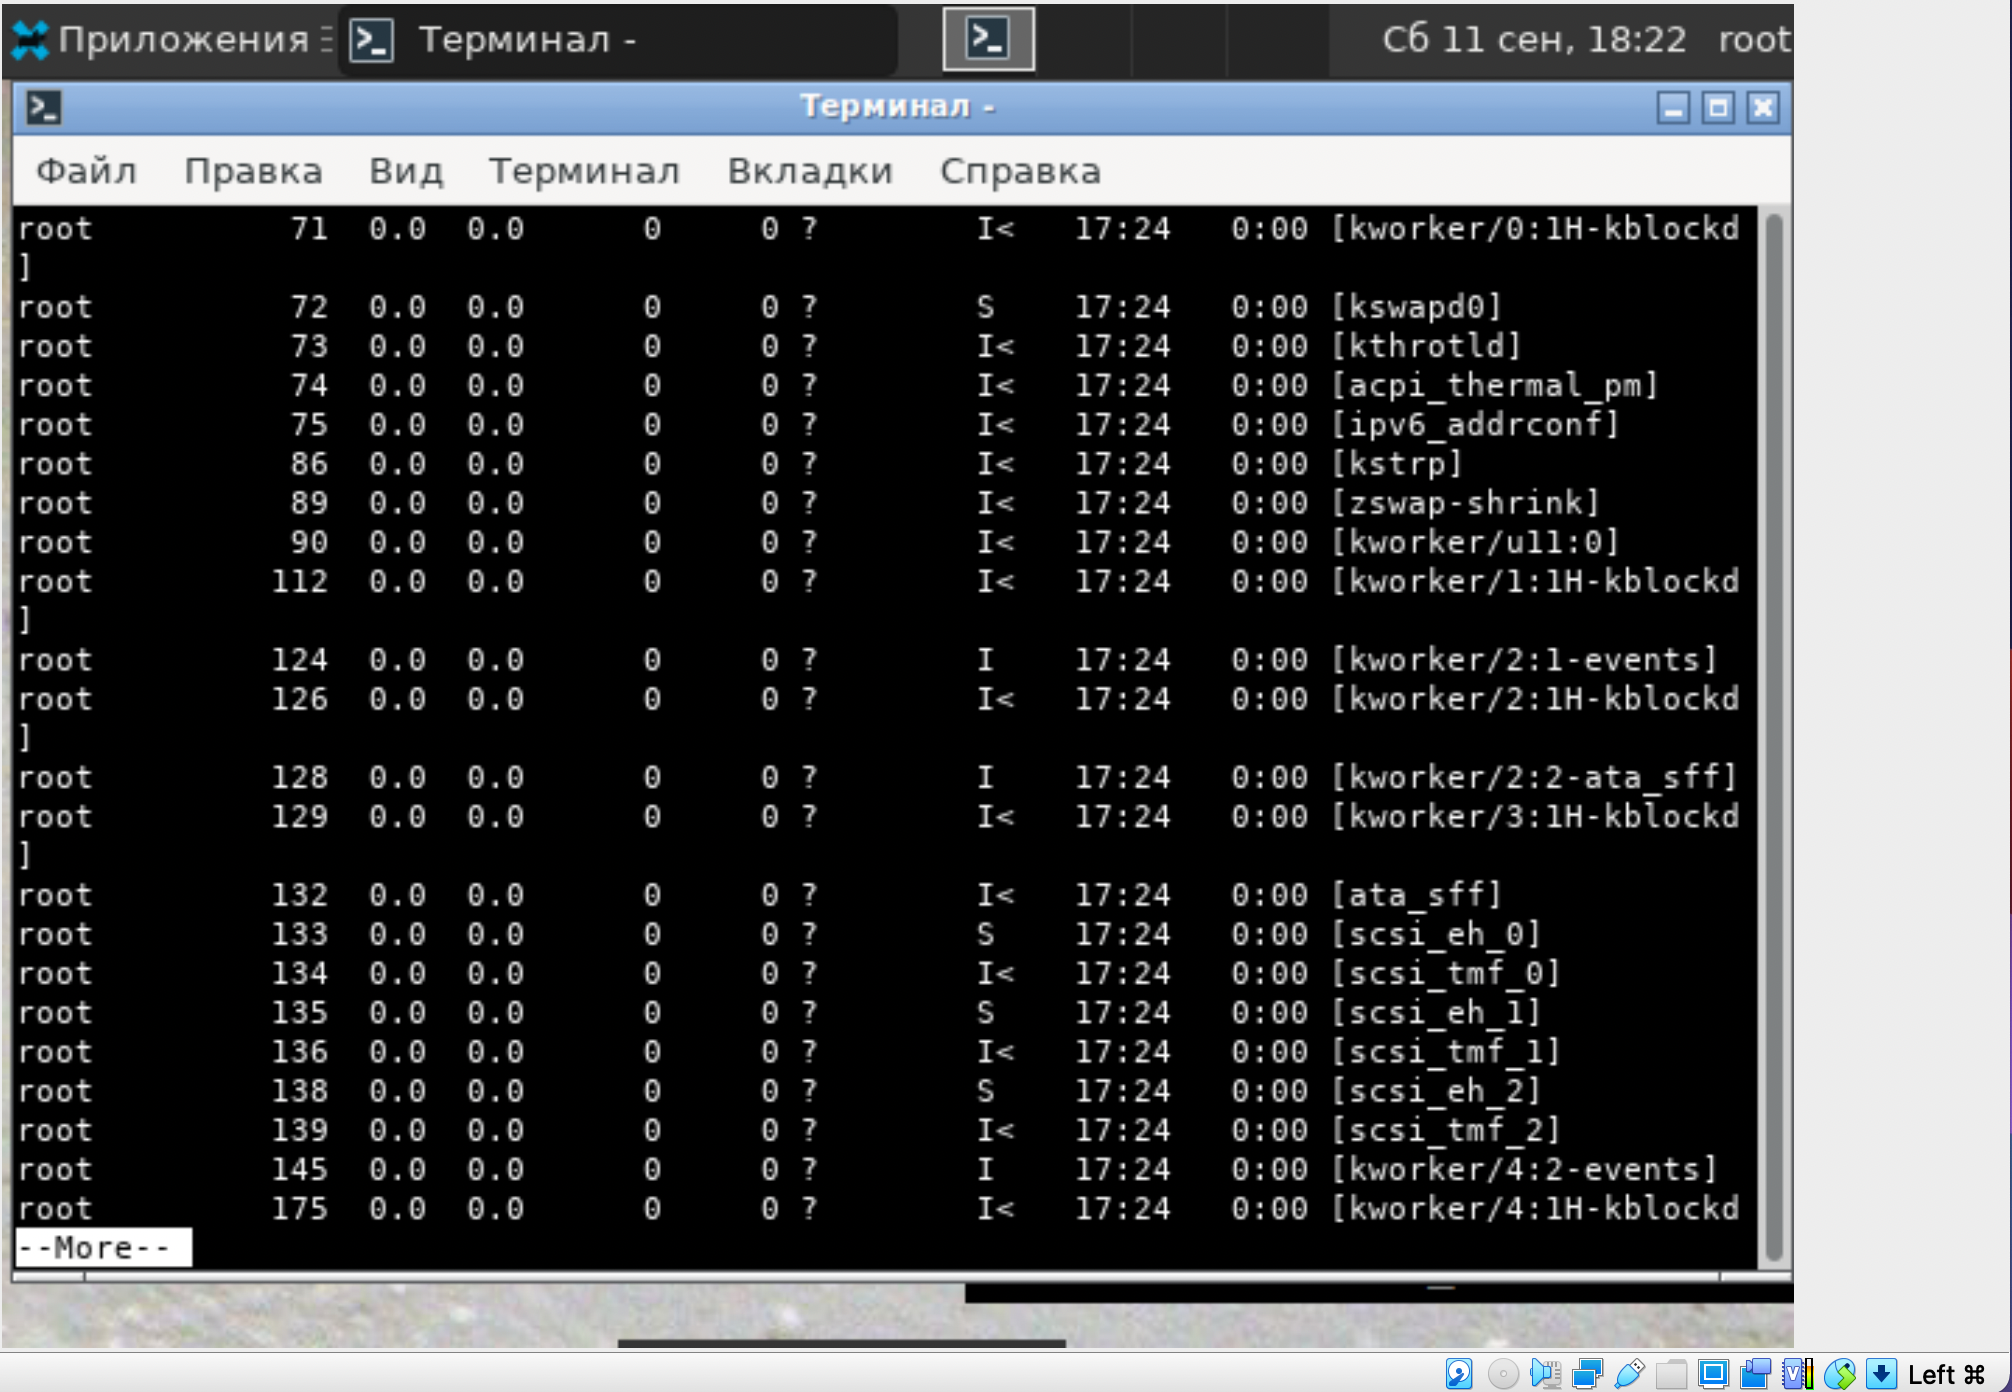 Приложения Терминал - Сб 11 сен, 18:22 root
Терминал -
Файл Правка Вид Терминал Вкладки Справка
root 71 0.0 0.0 0 0 ? I< 17:24 0:00 [kworker/0:1H-kblockd
]
root 72 0.0 0.0 0 0 ? S 17:24 0:00 [kswapd0]
root 73 0.0 0.0 0 0 ? I< 17:24 0:00 [kthrotld]
root 74 0.0 0.0 0 0 ? I< 17:24 0:00 [acpi_thermal_pm]
root 75 0.0 0.0 0 0 ? I< 17:24 0:00 [ipv6_addrconf]
root 86 0.0 0.0 0 0 ? I< 17:24 0:00 [kstrp]
root 89 0.0 0.0 0 0 ? I< 17:24 0:00 [zswap-shrink]
root 90 0.0 0.0 0 0 ? I< 17:24 0:00 [kworker/u11:0]
root 112 0.0 0.0 0 0 ? I< 17:24 0:00 [kworker/1:1H-kblockd
]
root 124 0.0 0.0 0 0 ? I 17:24 0:00 [kworker/2:1-events]
root 126 0.0 0.0 0 0 ? I< 17:24 0:00 [kworker/2:1H-kblockd
]
root 128 0.0 0.0 0 0 ? I 17:24 0:00 [kworker/2:2-ata_sff]
root 129 0.0 0.0 0 0 ? I< 17:24 0:00 [kworker/3:1H-kblockd
]
root 132 0.0 0.0 0 0 ? I< 17:24 0:00 [ata_sff]
root 133 0.0 0.0 0 0 ? S 17:24 0:00 [scsi_eh_0]
root 134 0.0 0.0 0 0 ? I< 17:24 0:00 [scsi_tmf_0]
root 135 0.0 0.0 0 0 ? S 17:24 0:00 [scsi_eh_1]
root 136 0.0 0.0 0 0 ? I< 17:24 0:00 [scsi_tmf_1]
root 138 0.0 0.0 0 0 ? S 17:24 0:00 [scsi_eh_2]
root 139 0.0 0.0 0 0 ? I< 17:24 0:00 [scsi_tmf_2]
root 145 0.0 0.0 0 0 ? I 17:24 0:00 [kworker/4:2-events]
root 175 0.0 0.0 0 0 ? I< 17:24 0:00 [kworker/4:1H-kblockd
--More--
Left ⌘